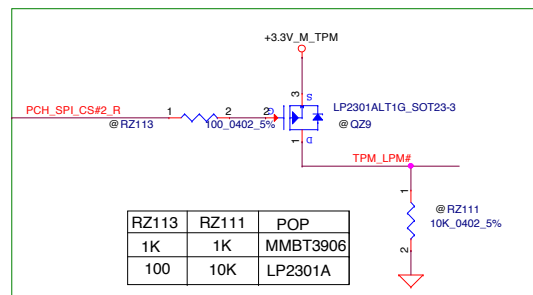 +3.3V_M_TPM
PCH_SPI_CS#2_R
1
2
2
G
3
S
LP2301ALT1G_SOT23-3
@RZ113
100_0402_5%
@QZ9
1
D
TPM_LPM#
1
@RZ111
10K_0402_5%
2
RZ113 RZ111 POP
1K 1K MMBT3906
100 10K LP2301A